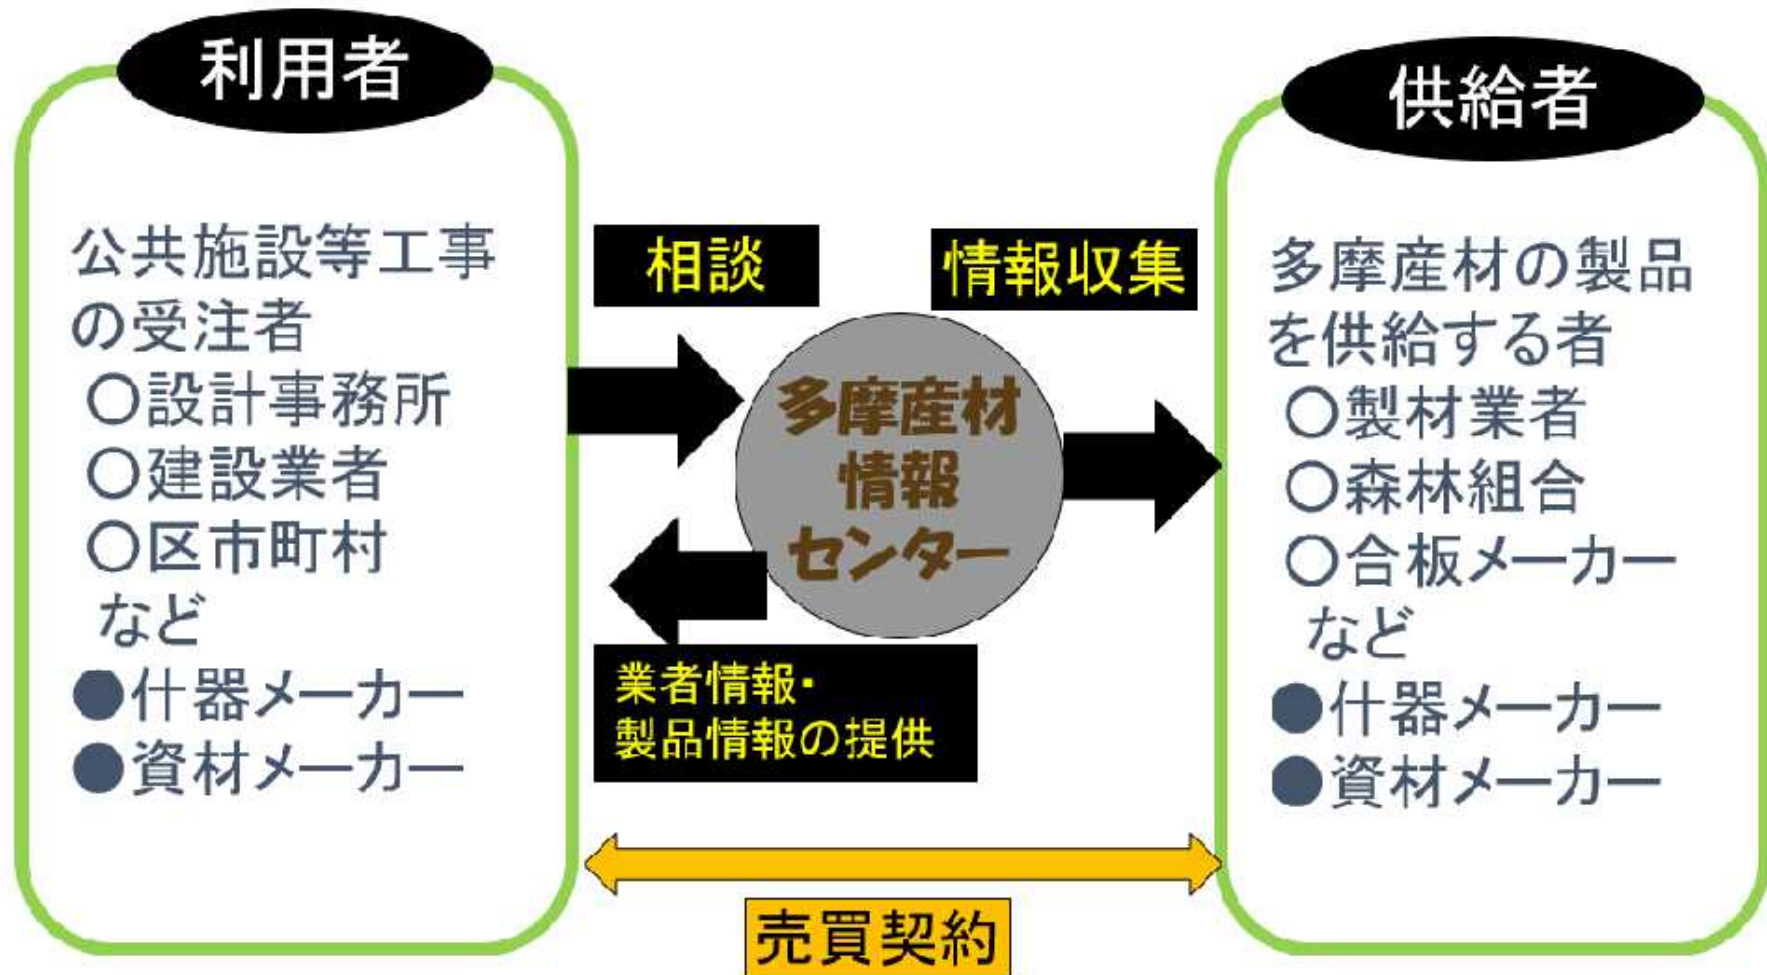 利用者
公共施設等工事
の受注者
○設計事務所
○建設業者
○区市町村
など
●什器メーカー
●資材メーカー
相談
情報収集
多摩産材
情報
センター
業者情報・
製品情報の提供
売買契約
供給者
多摩産材の製品
を供給する者
○製材業者
○森林組合
○合板メーカー
など
●什器メーカー
●資材メーカー